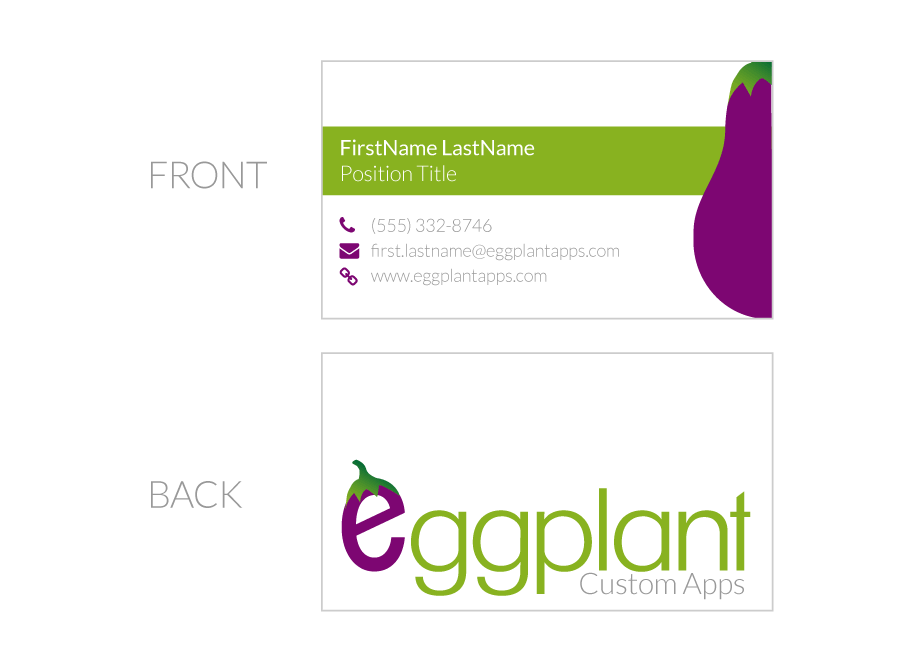 FRONT
FirstName LastName
Position Title
(555) 332-8746
first.lastname@eggplantapps.com
www.eggplantapps.com
BACK
eggplant
Custom Apps